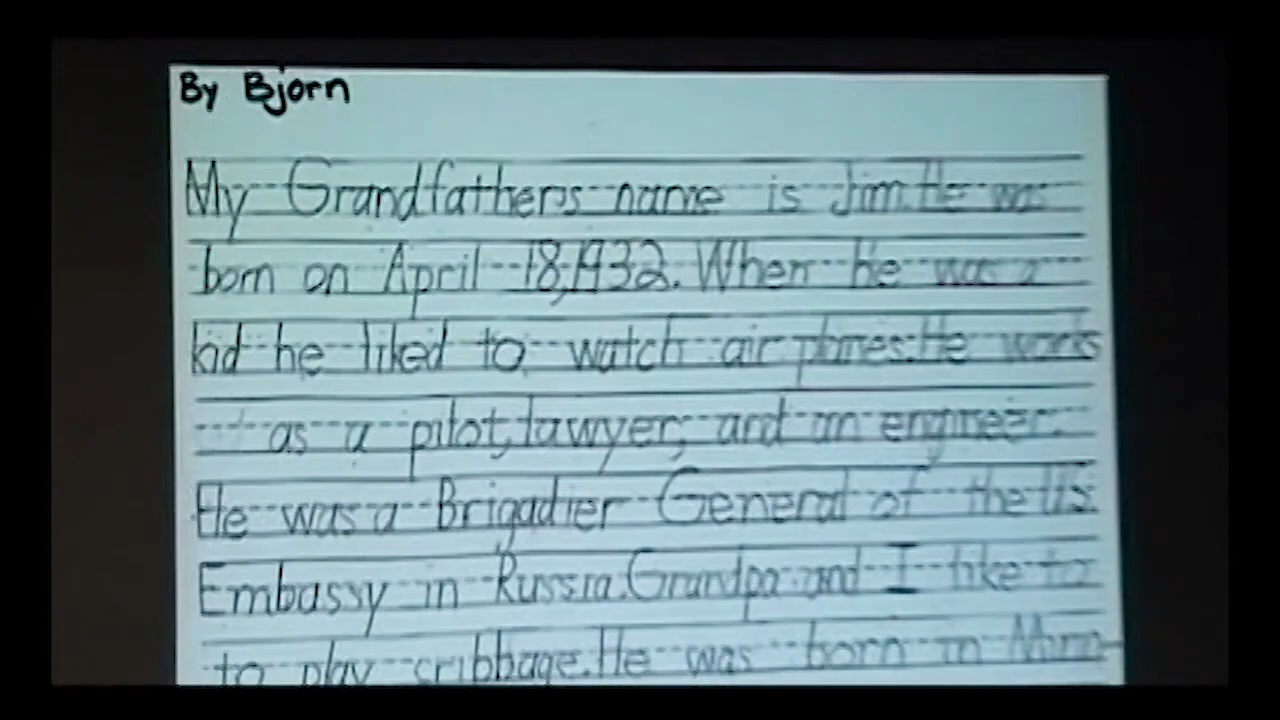 By Bjorn
My Grandfathers name is Jim. He was
born on April 18, 1932. When he was a
kid he liked to watch air planes. He works
as a pilot, lawyer, and an engineer.
He was a Brigadier General of the U.S
Embassy in Russia. Grandpa and I like to
to play cribbage. He was born in Minn-